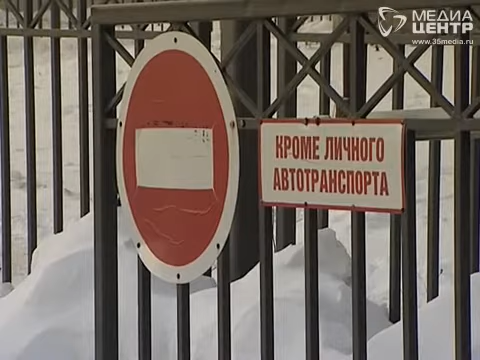 МЕДИА
ЦЕНТР
www.35media.ru
КРОМЕ ЛИЧНОГО
АВТОТРАНСПОРТА